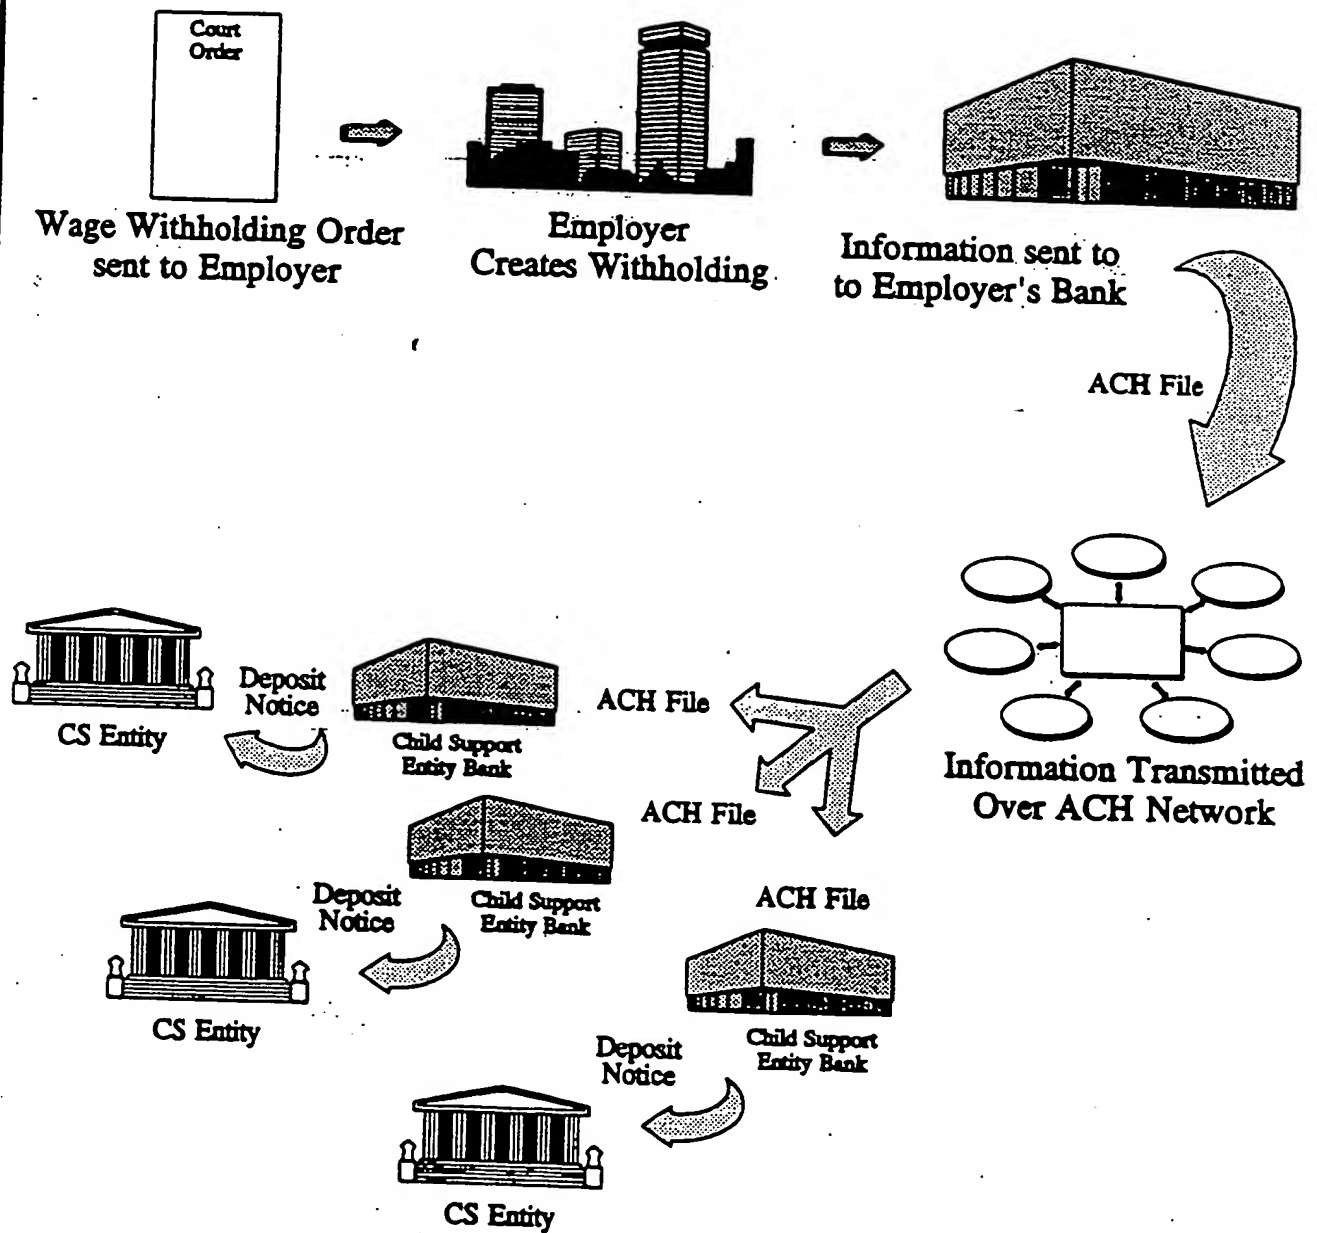 Court
Order
Wage Withholding Order
sent to Employer
Employer
Creates Withholding
Information sent to
to Employer's Bank
ACH File
Information Transmitted
Over ACH Network
ACH File
ACH File
ACH File
Child Support
Entity Bank
Deposit
Notice
CS Entity
Child Support
Entity Bank
Deposit
Notice
CS Entity
Child Support
Entity Bank
Deposit
Notice
CS Entity